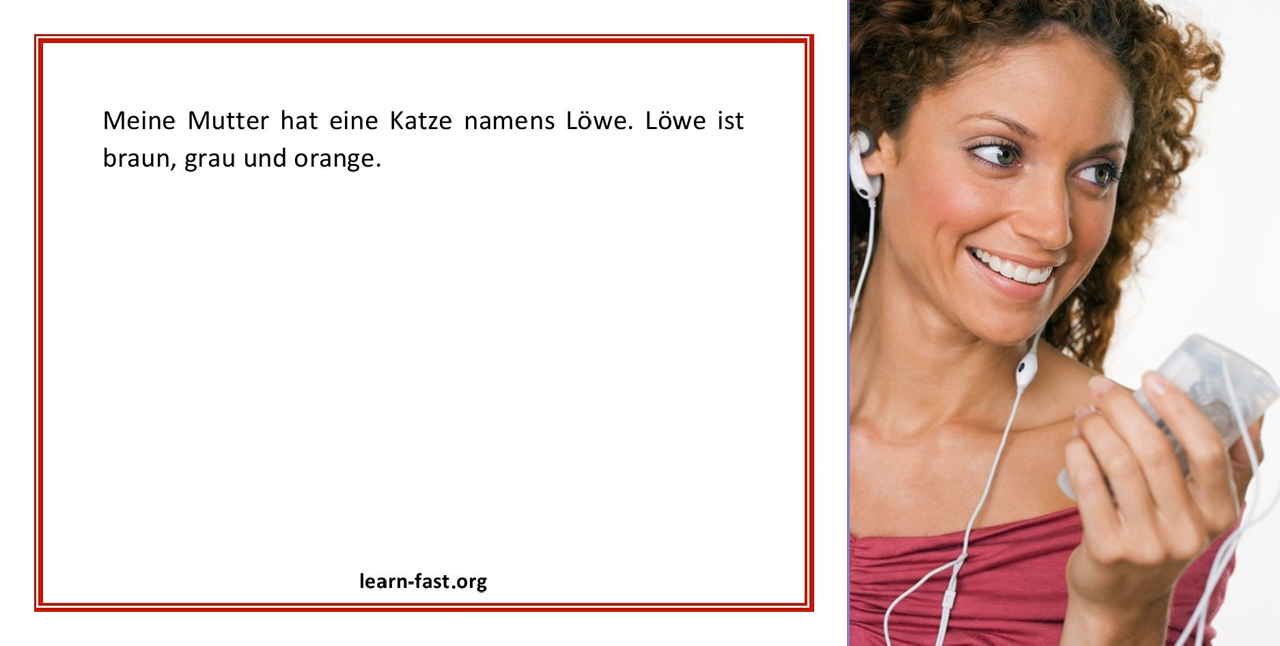 Meine Mutter hat eine Katze namens Löwe. Löwe ist
braun, grau und orange.
learn-fast.org